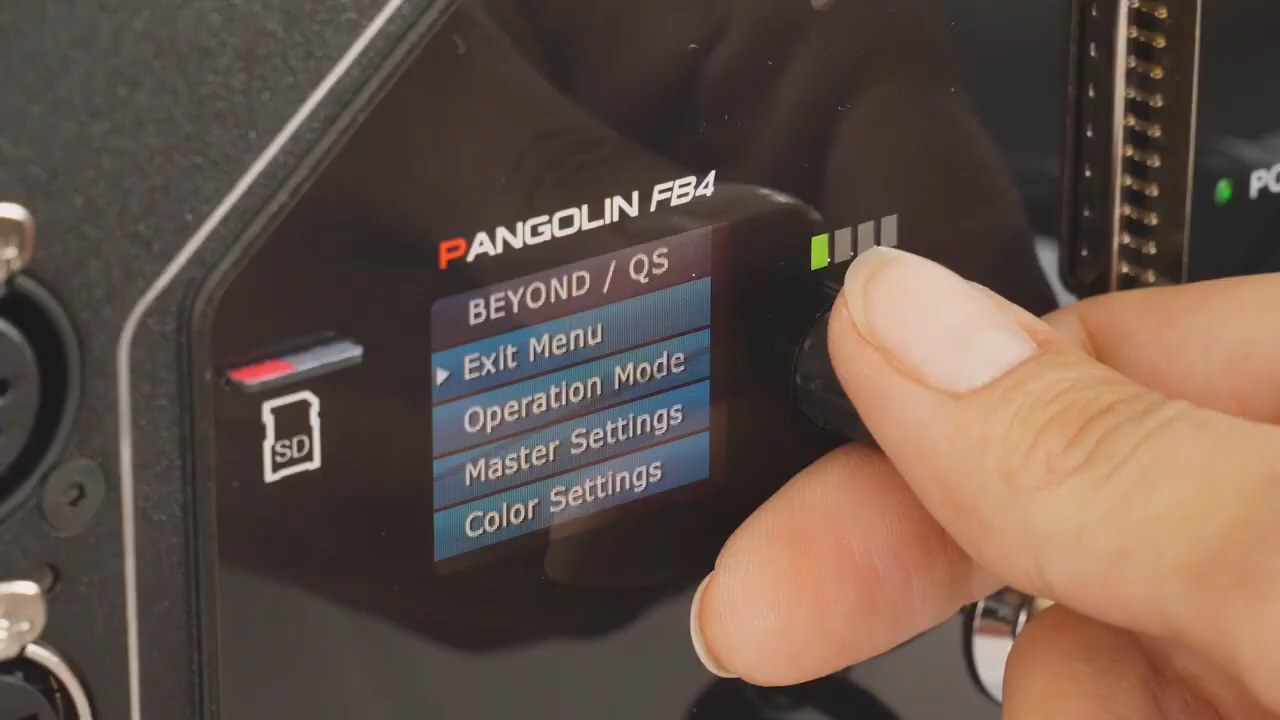 PANGOLIN FB4
BEYOND / QS
Exit Menu
Operation Mode
Master Settings
Color Settings
SD